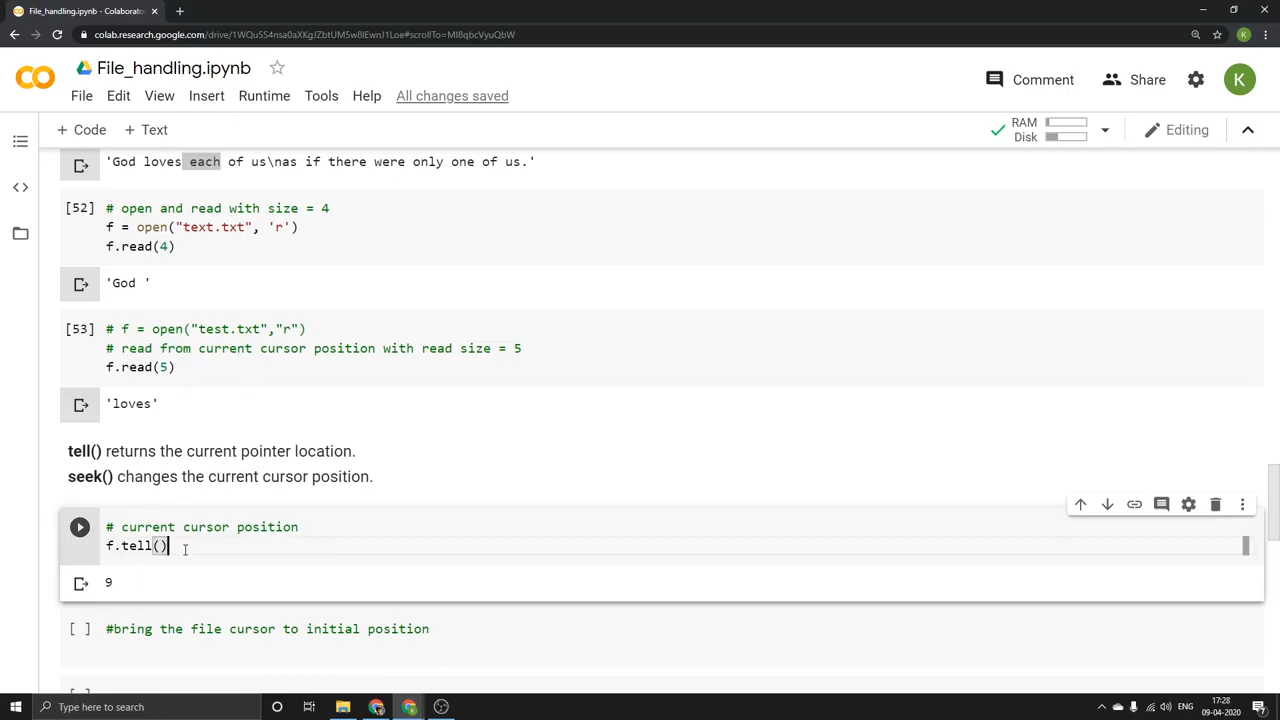 File_handling.ipynb - Colaborator
colab.research.google.com/drive/1WQu5S4nsa0aXKgJZbtUM5w8lEwnJ1Loe#scrollTo=Ml8qbcVyuQbW
K
CO
File_handling.ipynb
Comment
Share
K
File Edit View Insert Runtime Tools Help All changes saved
+ Code + Text
RAM
Disk
Editing
'God loves each of us\nas if there were only one of us.'
[52] # open and read with size = 4
f = open("text.txt", 'r')
f.read(4)
'God '
[53] # f = open("test.txt","r")
# read from current cursor position with read size = 5
f.read(5)
'loves'
tell() returns the current pointer location.
seek() changes the current cursor position.
# current cursor position
f.tell()
9
[ ] #bring the file cursor to initial position
Type here to search
17:28
09-04-2020